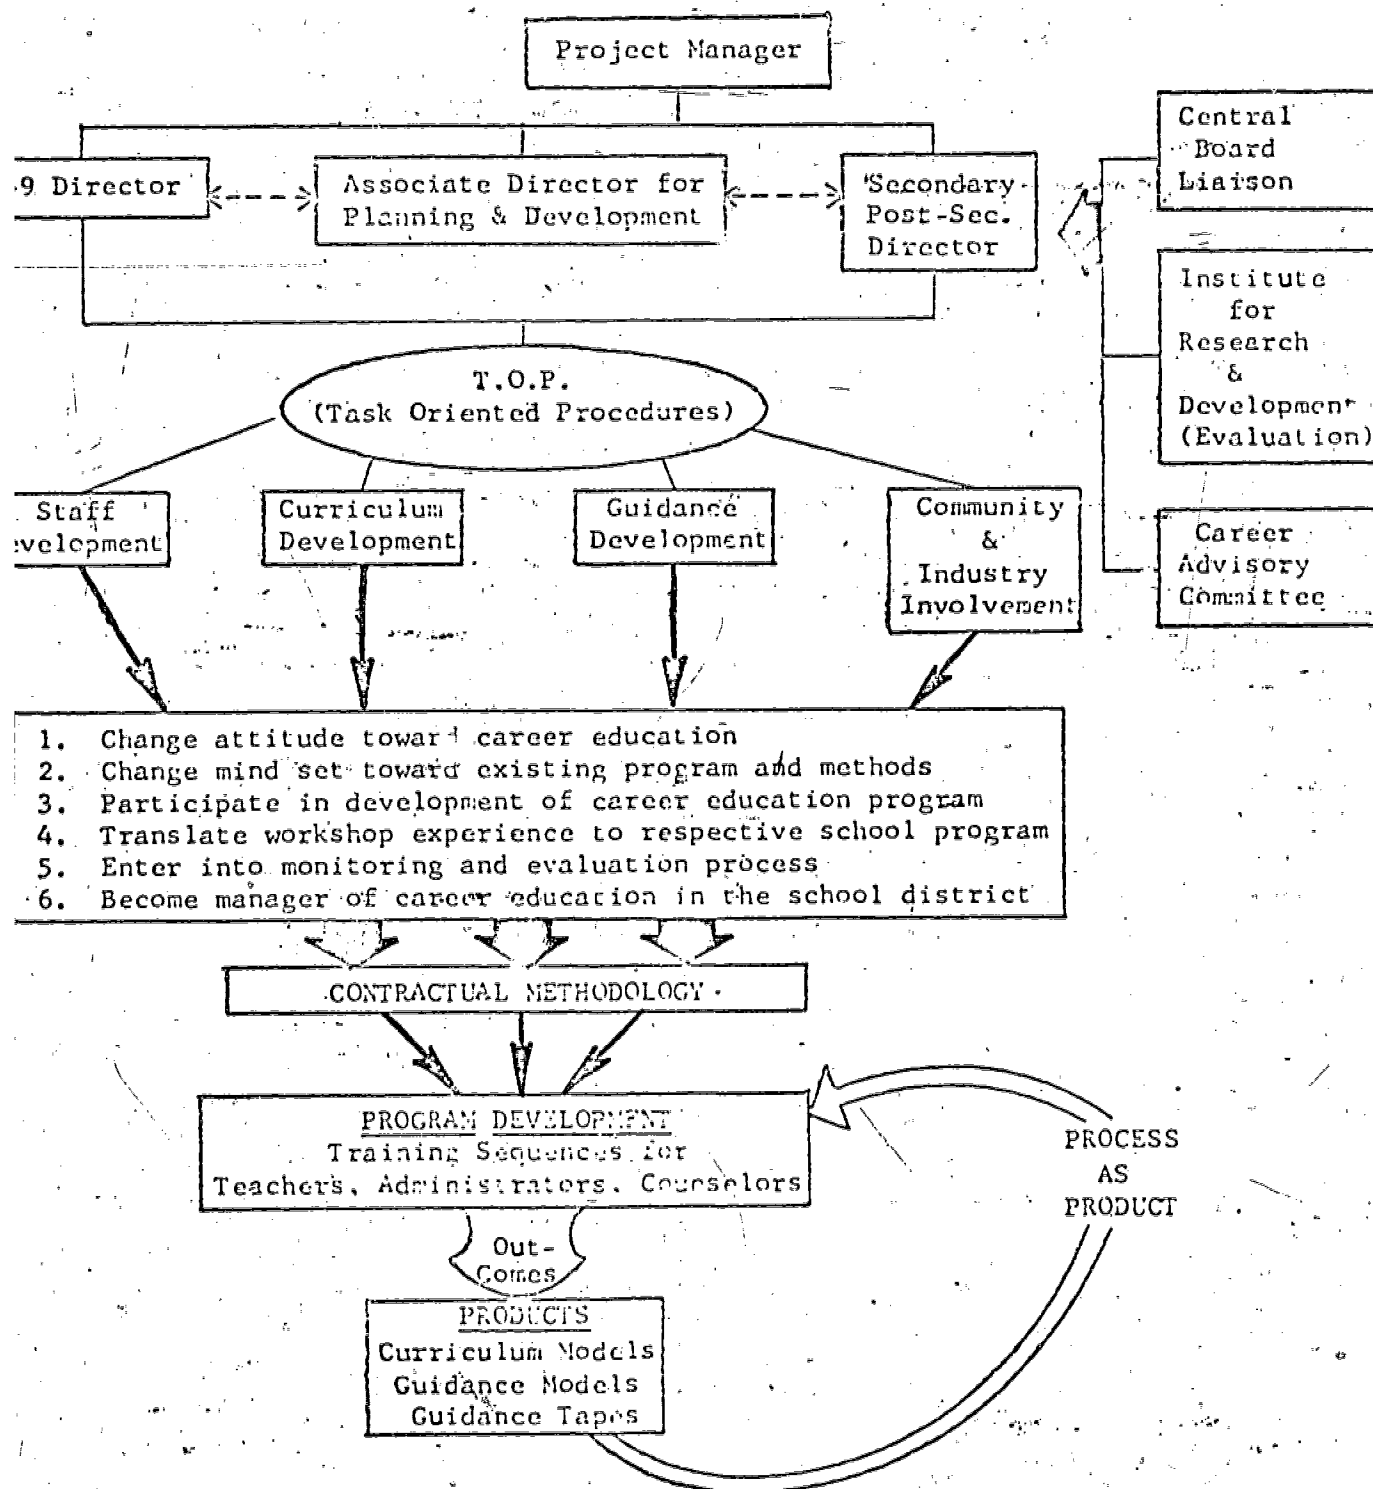 Project Manager
-9 Director
Associate Director for
Planning & Development
Secondary
Post-Sec.
Director
Central
Board
Liaison
Institute
for
Research
&
Development
(Evaluation)
Career
Advisory
Committee
T.O.P.
(Task Oriented Procedures)
Staff
evelopment
Curriculum
Development
Guidance
Development
Community
&
Industry
Involvement
1. Change attitude toward career education
2. Change mind set toward existing program and methods
3. Participate in development of career education program
4. Translate workshop experience to respective school program
5. Enter into monitoring and evaluation process
6. Become manager of career education in the school district
CONTRACTUAL METHODOLOGY
PROGRAM DEVELOPMENT
Training Sequences for
Teachers, Administrators, Counselors
PROCESS
AS
PRODUCT
Out-
Comes
PRODUCTS
Curriculum Models
Guidance Models
Guidance Tapes